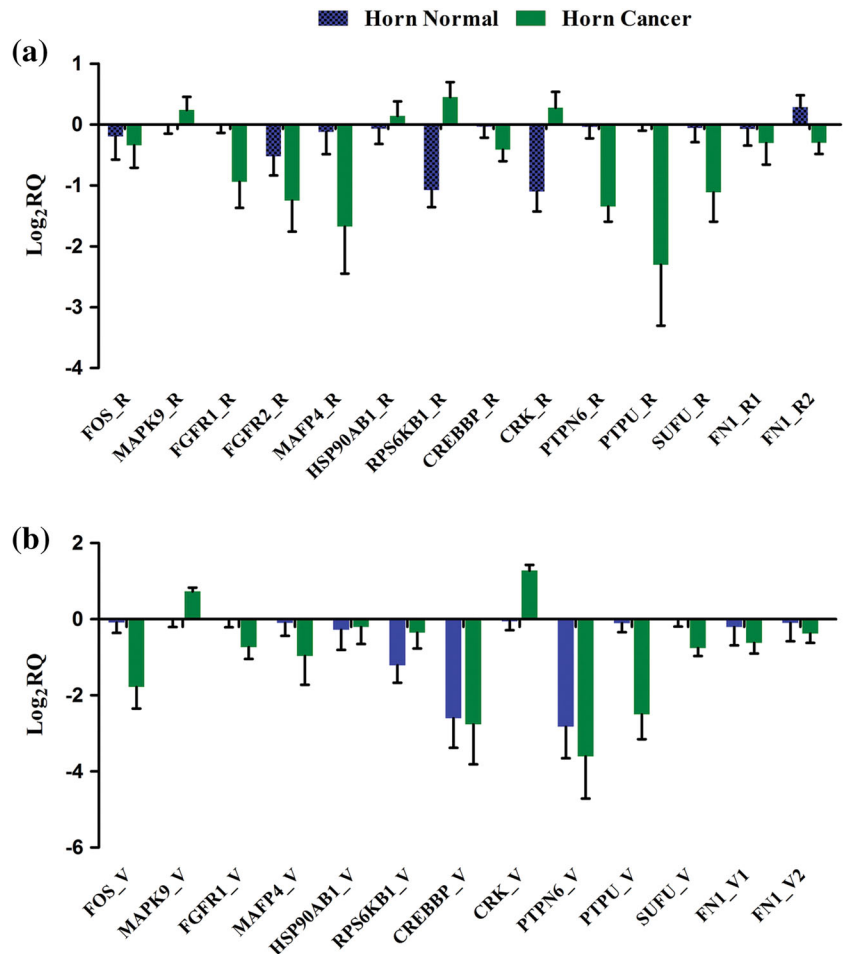 Horn Normal Horn Cancer
(a)
1
0
-1
-2
-3
-4
Log2RQ
FOS_R MAPK9_R FGFR1_R FGFR2_R MAFP4_R HSP90AB1_R RPS6KB1_R CREBBP_R CRK_R PTPN6_R PTPU_R SUFU_R FN1_R1 FN1_R2
(b)
2
0
-2
-4
-6
Log2RQ
FOS_V MAPK9_V FGFR1_V MAFP4_V HSP90AB1_V RPS6KB1_V CREBBP_V CRK_V PTPN6_V PTPU_V SUFU_V FN1_V1 FN1_V2